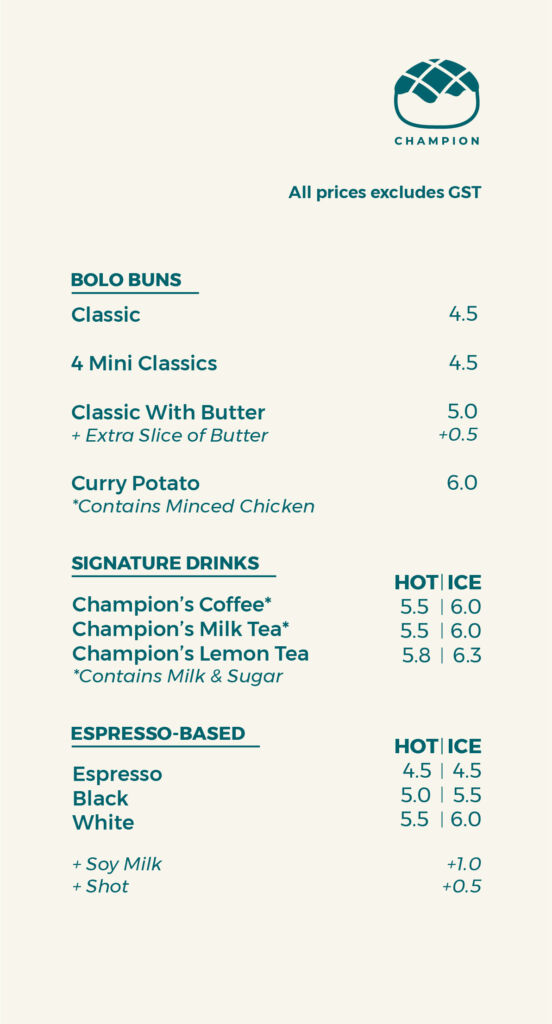 CHAMPION
All prices excludes GST
BOLO BUNS
Classic 4.5
4 Mini Classics 4.5
Classic With Butter 5.0
+ Extra Slice of Butter +0.5
Curry Potato 6.0
*Contains Minced Chicken
SIGNATURE DRINKS
HOT | ICE
Champion's Coffee* 5.5 | 6.0
Champion's Milk Tea* 5.5 | 6.0
Champion's Lemon Tea 5.8 | 6.3
*Contains Milk & Sugar
ESPRESSO-BASED
HOT | ICE
Espresso 4.5 | 4.5
Black 5.0 | 5.5
White 5.5 | 6.0
+ Soy Milk +1.0
+ Shot +0.5